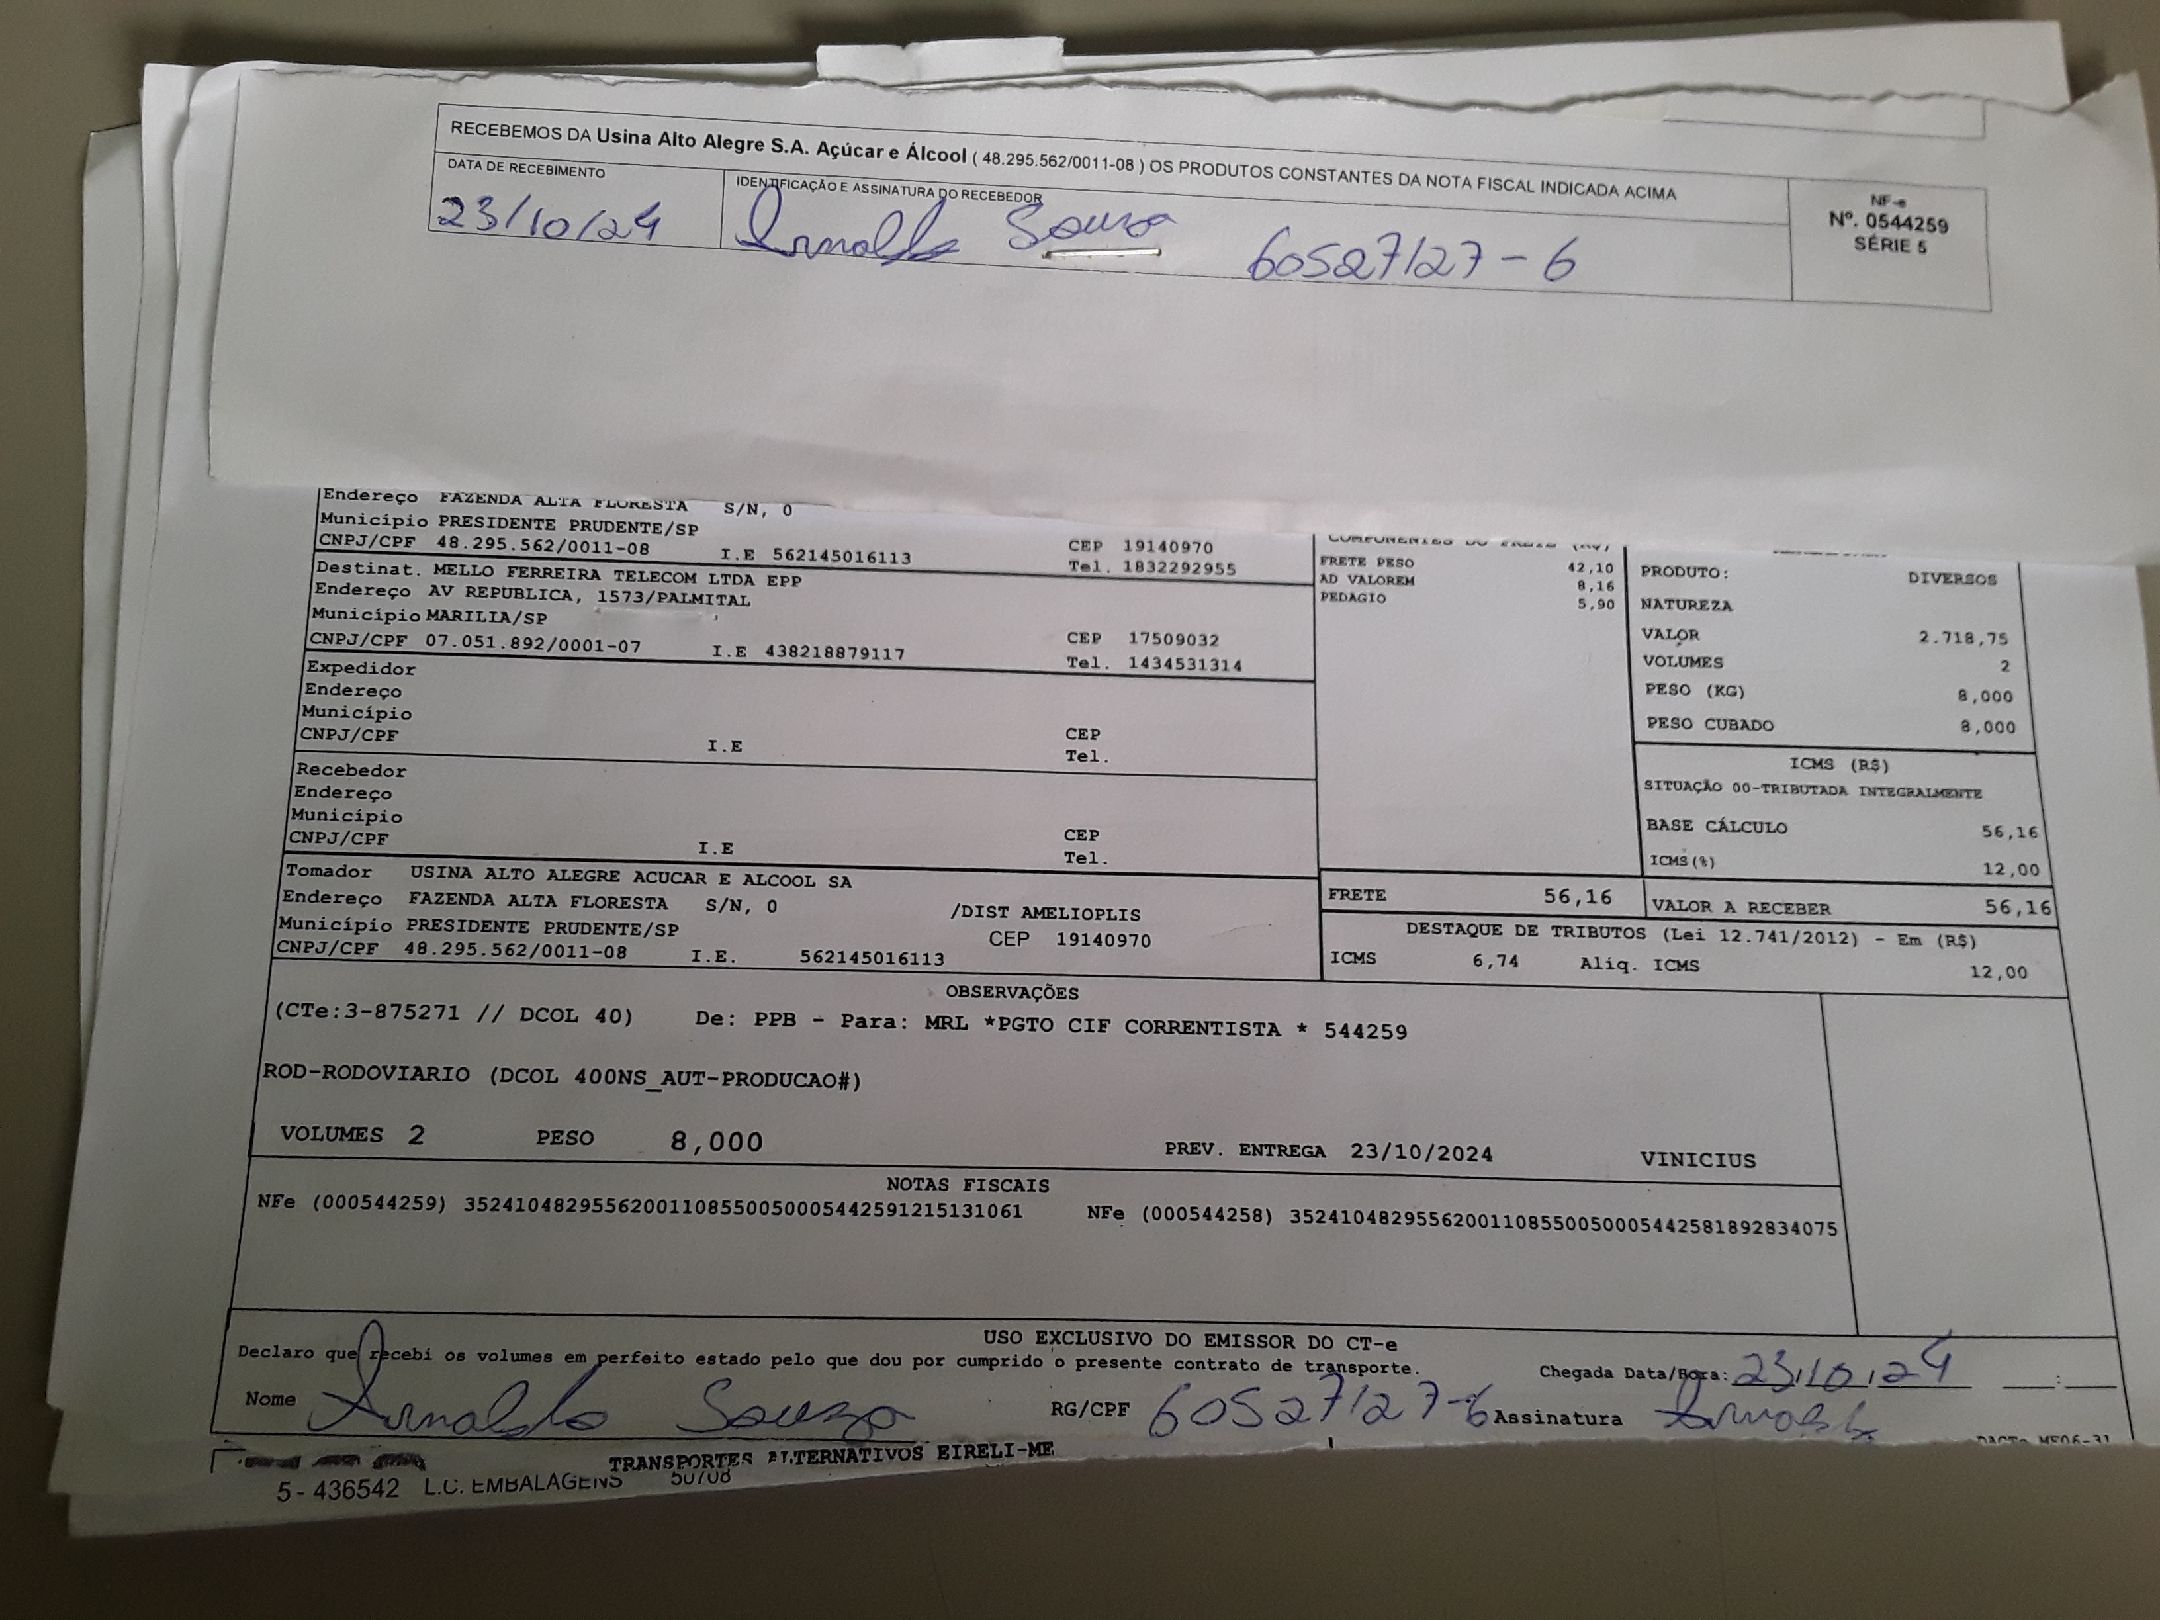 RECEBEMOS DA Usina Alto Alegre S.A. Açúcar e Álcool ( 48.295.562/0011-08 ) OS PRODUTOS CONSTANTES DA NOTA FISCAL INDICADA ACIMA
DATA DE RECEBIMENTO
23/10/24
IDENTIFICAÇÃO E ASSINATURA DO RECEBEDOR
Arnaldo Souza 60527127-6
NF-e
Nº. 0544259
SÉRIE 5
Endereço FAZENDA ALTA FLORESTA S/N, 0
Município PRESIDENTE PRUDENTE/SP
CNPJ/CPF 48.295.562/0011-08 I.E 562145016113 CEP 19140970
Tel. 1832292955
Destinat. MELLO FERREIRA TELECOM LTDA EPP
Endereço AV REPUBLICA, 1573/PALMITAL
Município MARILIA/SP
CNPJ/CPF 07.051.892/0001-07 I.E 438218879117 CEP 17509032
Tel. 1434531314
Expedidor
Endereço
Município
CNPJ/CPF I.E CEP
Tel.
Recebedor
Endereço
Município
CNPJ/CPF I.E CEP
Tel.
Tomador USINA ALTO ALEGRE ACUCAR E ALCOOL SA
Endereço FAZENDA ALTA FLORESTA S/N, 0 /DIST AMELIOPLIS
Município PRESIDENTE PRUDENTE/SP CEP 19140970
CNPJ/CPF 48.295.562/0011-08 I.E. 562145016113
COMPONENTES DO FRETE (R$)
FRETE PESO 42,10
AD VALOREM 8,16
PEDAGIO 5,90
PRODUTO: DIVERSOS
NATUREZA
VALOR 2.718,75
VOLUMES 2
PESO (KG) 8,000
PESO CUBADO 8,000
ICMS (R$)
SITUAÇÃO 00-TRIBUTADA INTEGRALMENTE
BASE CÁLCULO 56,16
ICMS(%) 12,00
FRETE 56,16 VALOR A RECEBER 56,16
DESTAQUE DE TRIBUTOS (Lei 12.741/2012) - Em (R$)
ICMS 6,74 Aliq. ICMS 12,00
OBSERVAÇÕES
(CTe:3-875271 // DCOL 40) De: PPB - Para: MRL *PGTO CIF CORRENTISTA * 544259
ROD-RODOVIARIO (DCOL 400NS_AUT-PRODUCAO#)
VOLUMES 2 PESO 8,000 PREV. ENTREGA 23/10/2024 VINICIUS
NOTAS FISCAIS
NFe (000544259) 35241048295562001108550050005442591215131061 NFe (000544258) 35241048295562001108550050005442581892834075
USO EXCLUSIVO DO EMISSOR DO CT-e
Declaro que recebi os volumes em perfeito estado pelo que dou por cumprido o presente contrato de transporte. Chegada Data/Hora: 23/10/24 __:__
Nome Arnaldo Souza RG/CPF 60527127-6 Assinatura Arnaldo
TRANSPORTES ALTERNATIVOS EIRELI-ME
5- 436542 L.C. EMBALAGENS 50708